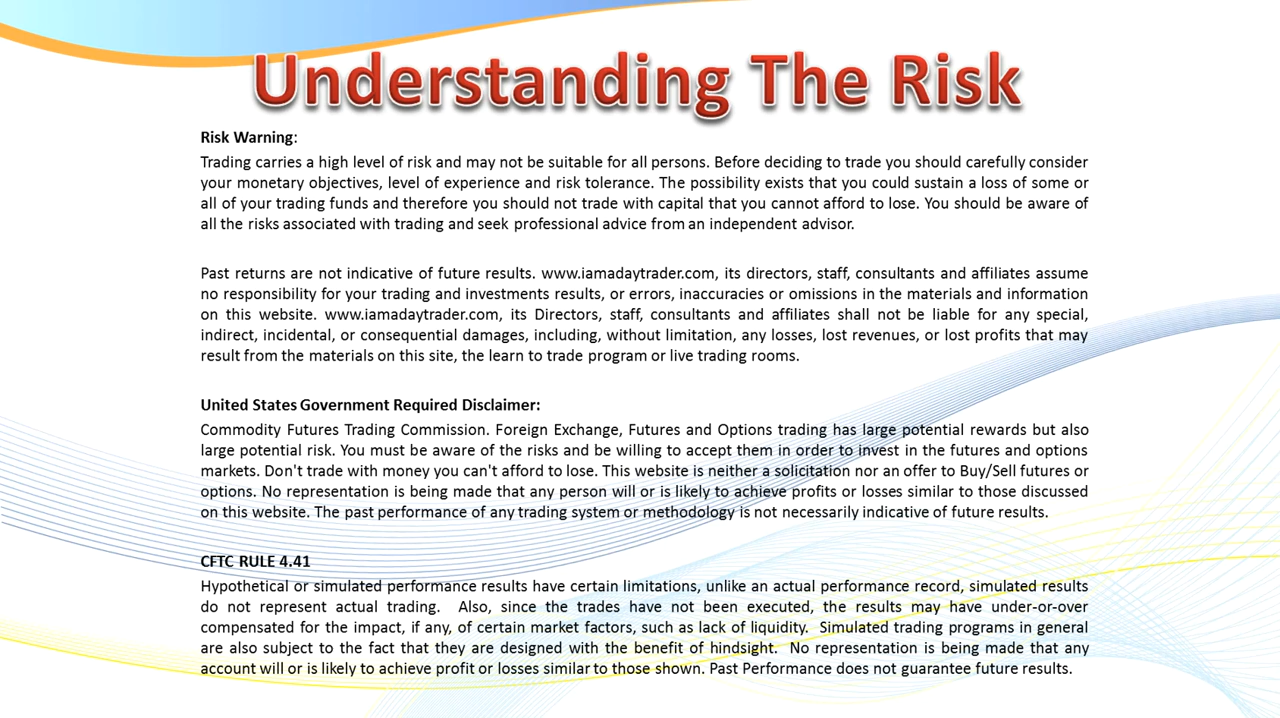 Understanding The Risk
Risk Warning:
Trading carries a high level of risk and may not be suitable for all persons. Before deciding to trade you should carefully consider
your monetary objectives, level of experience and risk tolerance. The possibility exists that you could sustain a loss of some or
all of your trading funds and therefore you should not trade with capital that you cannot afford to lose. You should be aware of
all the risks associated with trading and seek professional advice from an independent advisor.
Past returns are not indicative of future results. www.iamadaytrader.com, its directors, staff, consultants and affiliates assume
no responsibility for your trading and investments results, or errors, inaccuracies or omissions in the materials and information
on this website. www.iamadaytrader.com, its Directors, staff, consultants and affiliates shall not be liable for any special,
indirect, incidental, or consequential damages, including, without limitation, any losses, lost revenues, or lost profits that may
result from the materials on this site, the learn to trade program or live trading rooms.
United States Government Required Disclaimer:
Commodity Futures Trading Commission. Foreign Exchange, Futures and Options trading has large potential rewards but also
large potential risk. You must be aware of the risks and be willing to accept them in order to invest in the futures and options
markets. Don't trade with money you can't afford to lose. This website is neither a solicitation nor an offer to Buy/Sell futures or
options. No representation is being made that any person will or is likely to achieve profits or losses similar to those discussed
on this website. The past performance of any trading system or methodology is not necessarily indicative of future results.
CFTC RULE 4.41
Hypothetical or simulated performance results have certain limitations, unlike an actual performance record, simulated results
do not represent actual trading.  Also, since the trades have not been executed, the results may have under-or-over
compensated for the impact, if any, of certain market factors, such as lack of liquidity.  Simulated trading programs in general
are also subject to the fact that they are designed with the benefit of hindsight.  No representation is being made that any
account will or is likely to achieve profit or losses similar to those shown. Past Performance does not guarantee future results.